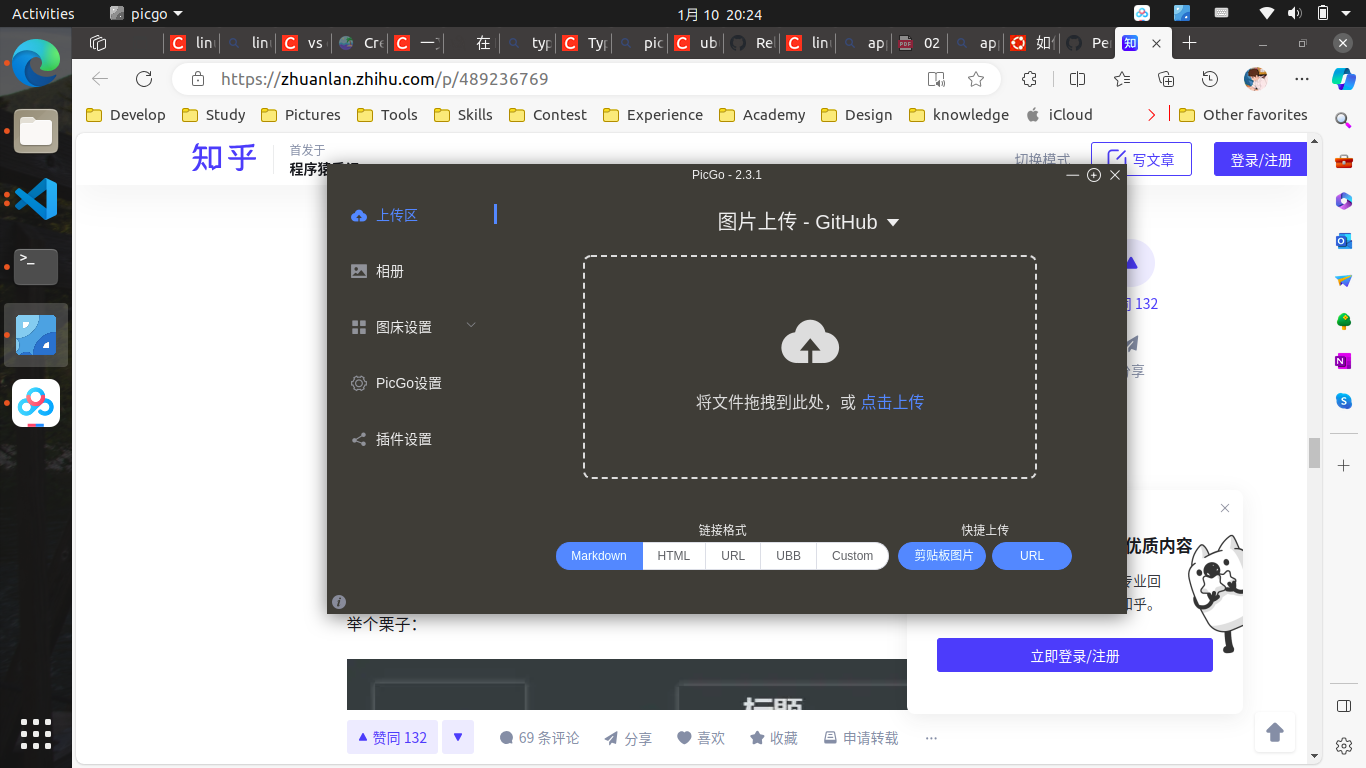 Activities
picgo
1月 10 20:24
lin
lin
vs
Cre
一文
在
typ
Ty
pic
ub
Rel
lin
app
02
app
如何
Per
知
https://zhuanlan.zhihu.com/p/489236769
Develop
Study
Pictures
Tools
Skills
Contest
Experience
Academy
Design
knowledge
iCloud
Other favorites
知乎
首发于
程序猿
切换模式
写文章
登录/注册
PicGo - 2.3.1
上传区
相册
图床设置
PicGo设置
插件设置
图片上传 - GitHub
将文件拖拽到此处，或 点击上传
链接格式
快捷上传
Markdown
HTML
URL
UBB
Custom
剪贴板图片
URL
同 132
分享
优质内容
专业回
知乎。
立即登录/注册
举个栗子：
标题
赞同 132
69 条评论
分享
喜欢
收藏
申请转载